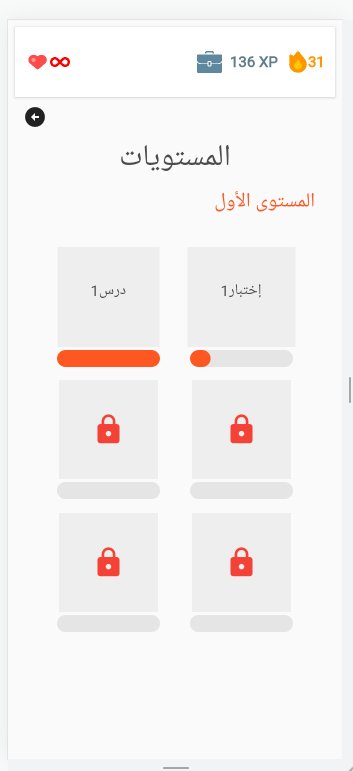 ∞ 136 XP 31
المستويات
المستوى الأول
إختبار1 درس1